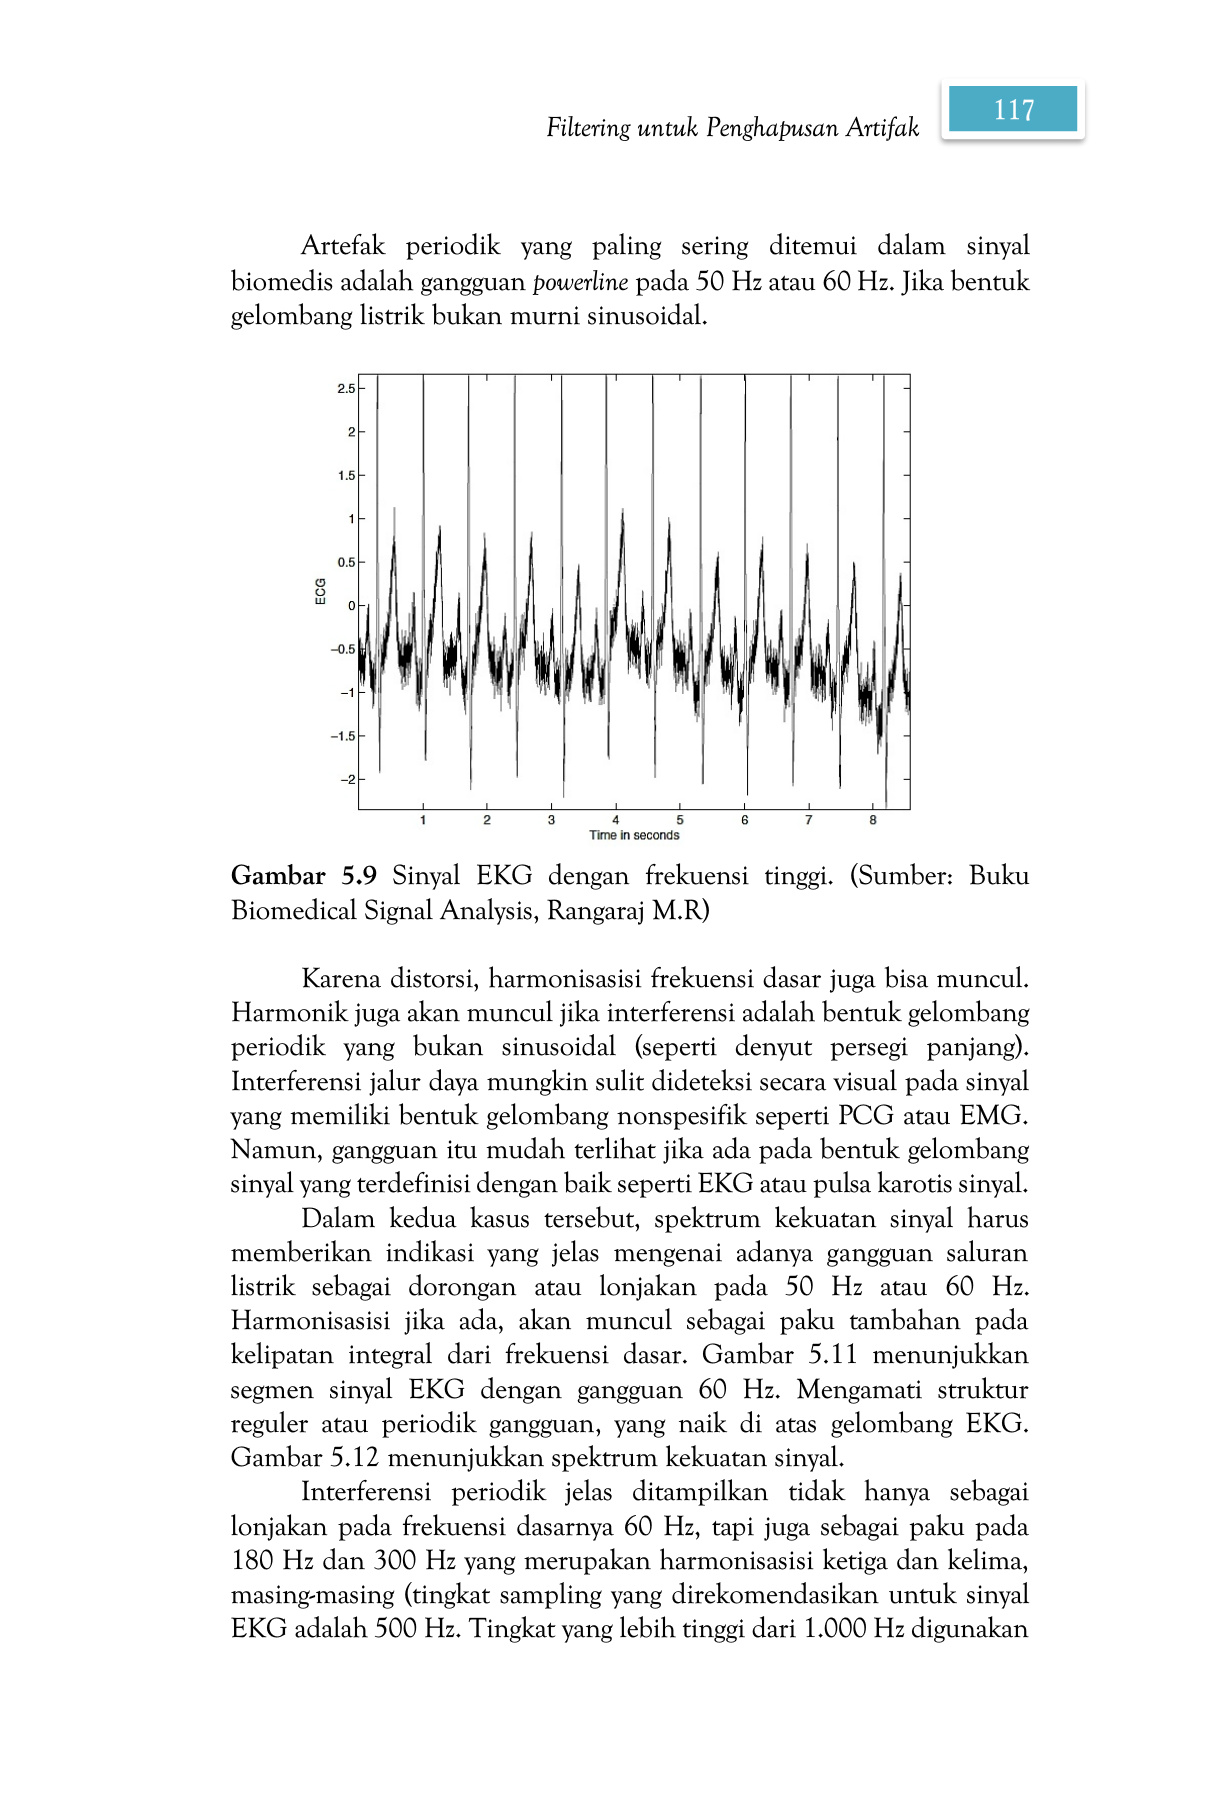 Filtering untuk Penghapusan Artifak
117
Artefak periodik yang paling sering ditemui dalam sinyal
biomedis adalah gangguan powerline pada 50 Hz atau 60 Hz. Jika bentuk
gelombang listrik bukan murni sinusoidal.
2.5
2
1.5
1
0.5
0
-0.5
-1
-1.5
-2
ECG
1 2 3 4 5 6 7 8
Time in seconds
Gambar 5.9 Sinyal EKG dengan frekuensi tinggi. (Sumber: Buku
Biomedical Signal Analysis, Rangaraj M.R)
Karena distorsi, harmonisasisi frekuensi dasar juga bisa muncul.
Harmonik juga akan muncul jika interferensi adalah bentuk gelombang
periodik yang bukan sinusoidal (seperti denyut persegi panjang).
Interferensi jalur daya mungkin sulit dideteksi secara visual pada sinyal
yang memiliki bentuk gelombang nonspesifik seperti PCG atau EMG.
Namun, gangguan itu mudah terlihat jika ada pada bentuk gelombang
sinyal yang terdefinisi dengan baik seperti EKG atau pulsa karotis sinyal.
Dalam kedua kasus tersebut, spektrum kekuatan sinyal harus
memberikan indikasi yang jelas mengenai adanya gangguan saluran
listrik sebagai dorongan atau lonjakan pada 50 Hz atau 60 Hz.
Harmonisasisi jika ada, akan muncul sebagai paku tambahan pada
kelipatan integral dari frekuensi dasar. Gambar 5.11 menunjukkan
segmen sinyal EKG dengan gangguan 60 Hz. Mengamati struktur
reguler atau periodik gangguan, yang naik di atas gelombang EKG.
Gambar 5.12 menunjukkan spektrum kekuatan sinyal.
Interferensi periodik jelas ditampilkan tidak hanya sebagai
lonjakan pada frekuensi dasarnya 60 Hz, tapi juga sebagai paku pada
180 Hz dan 300 Hz yang merupakan harmonisasisi ketiga dan kelima,
masing-masing (tingkat sampling yang direkomendasikan untuk sinyal
EKG adalah 500 Hz. Tingkat yang lebih tinggi dari 1.000 Hz digunakan